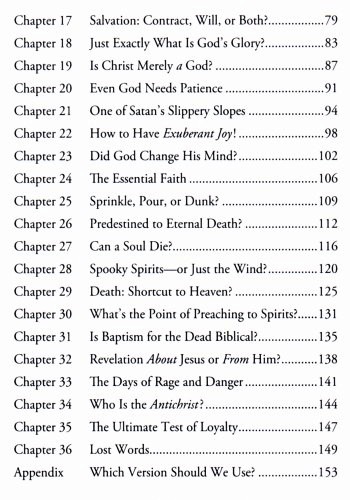 Chapter 17 Salvation: Contract, Will, or Both?.................79
Chapter 18 Just Exactly What Is God's Glory?..................83
Chapter 19 Is Christ Merely a God? .................................87
Chapter 20 Even God Needs Patience ..............................91
Chapter 21 One of Satan's Slippery Slopes .......................94
Chapter 22 How to Have Exuberant Joy! ..........................98
Chapter 23 Did God Change His Mind?........................102
Chapter 24 The Essential Faith ......................................106
Chapter 25 Sprinkle, Pour, or Dunk? .............................109
Chapter 26 Predestined to Eternal Death? ......................112
Chapter 27 Can a Soul Die?...........................................116
Chapter 28 Spooky Spirits—or Just the Wind?...............120
Chapter 29 Death: Shortcut to Heaven? .........................125
Chapter 30 What's the Point of Preaching to Spirits?......131
Chapter 31 Is Baptism for the Dead Biblical?..................135
Chapter 32 Revelation About Jesus or From Him?...........138
Chapter 33 The Days of Rage and Danger .....................141
Chapter 34 Who Is the Antichrist?..................................144
Chapter 35 The Ultimate Test of Loyalty........................147
Chapter 36 Lost Words..................................................149
Appendix Which Version Should We Use? ..................153